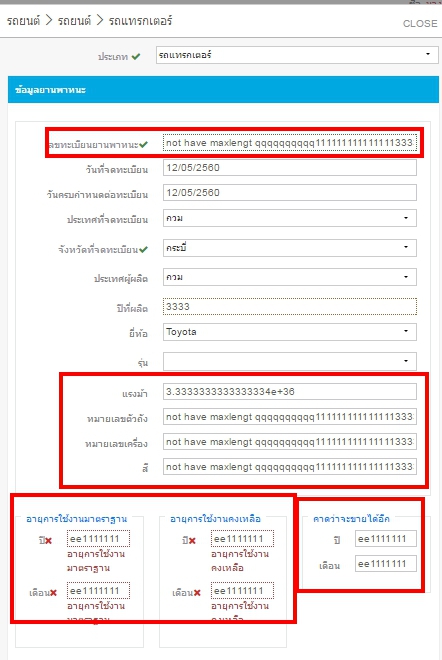 รถยนต์ > รถยนต์ > รถแทรกเตอร์
CLOSE
ประเภท รถแทรกเตอร์
ข้อมูลยานพาหนะ
เลขทะเบียนยานพาหนะ not have maxlengt qqqqqqqqqq1111111111111111333
วันที่จดทะเบียน 12/05/2560
วันครบกำหนดต่อทะเบียน 12/05/2560
ประเทศที่จดทะเบียน กวม
จังหวัดที่จดทะเบียน กระบี่
ประเทศผู้ผลิต กวม
ปีที่ผลิต 3333
ยี่ห้อ Toyota
รุ่น
แรงม้า 3.3333333333333334e+36
หมายเลขตัวถัง not have maxlengt qqqqqqqqqq1111111111111111333
หมายเลขเครื่อง not have maxlengt qqqqqqqqqq1111111111111111333
สี not have maxlengt qqqqqqqqqq1111111111111111333
อายุการใช้งานมาตราฐาน อายุการใช้งานคงเหลือ คาดว่าจะขายได้อีก
ปี ee1111111 ปี ee1111111 ปี ee1111111
อายุการใช้งาน อายุการใช้งาน
มาตราฐาน คงเหลือ
เดือน ee1111111 เดือน ee1111111 เดือน ee1111111
อายุการใช้งาน อายุการใช้งาน
มาตราฐาน คงเหลือ